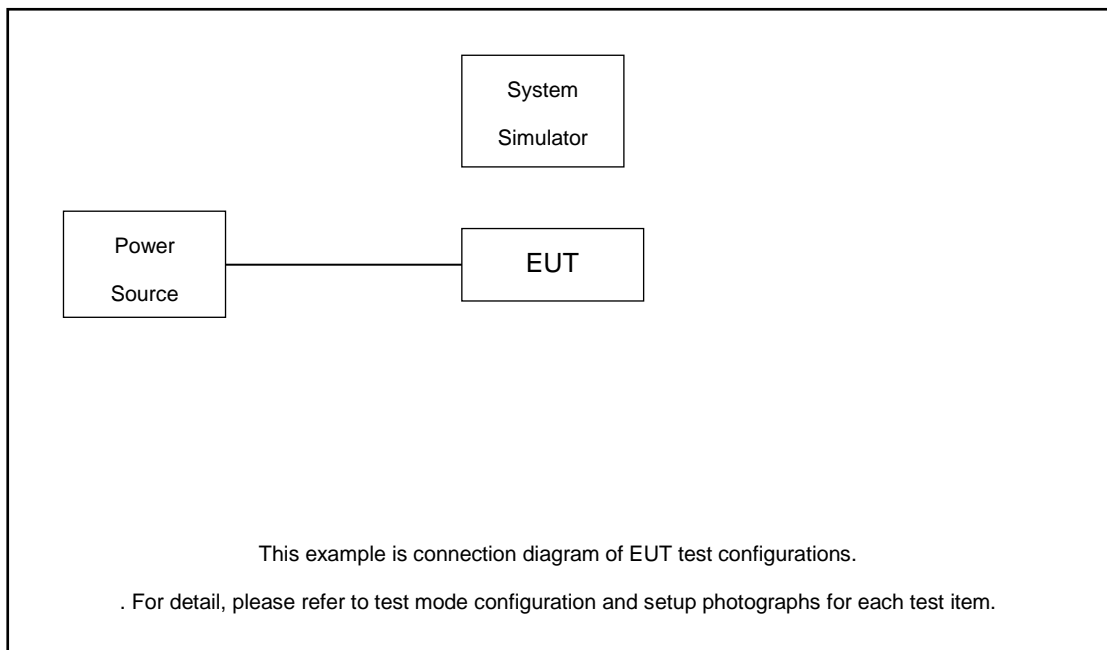 System
Simulator
Power
Source
EUT
This example is connection diagram of EUT test configurations.
. For detail, please refer to test mode configuration and setup photographs for each test item.